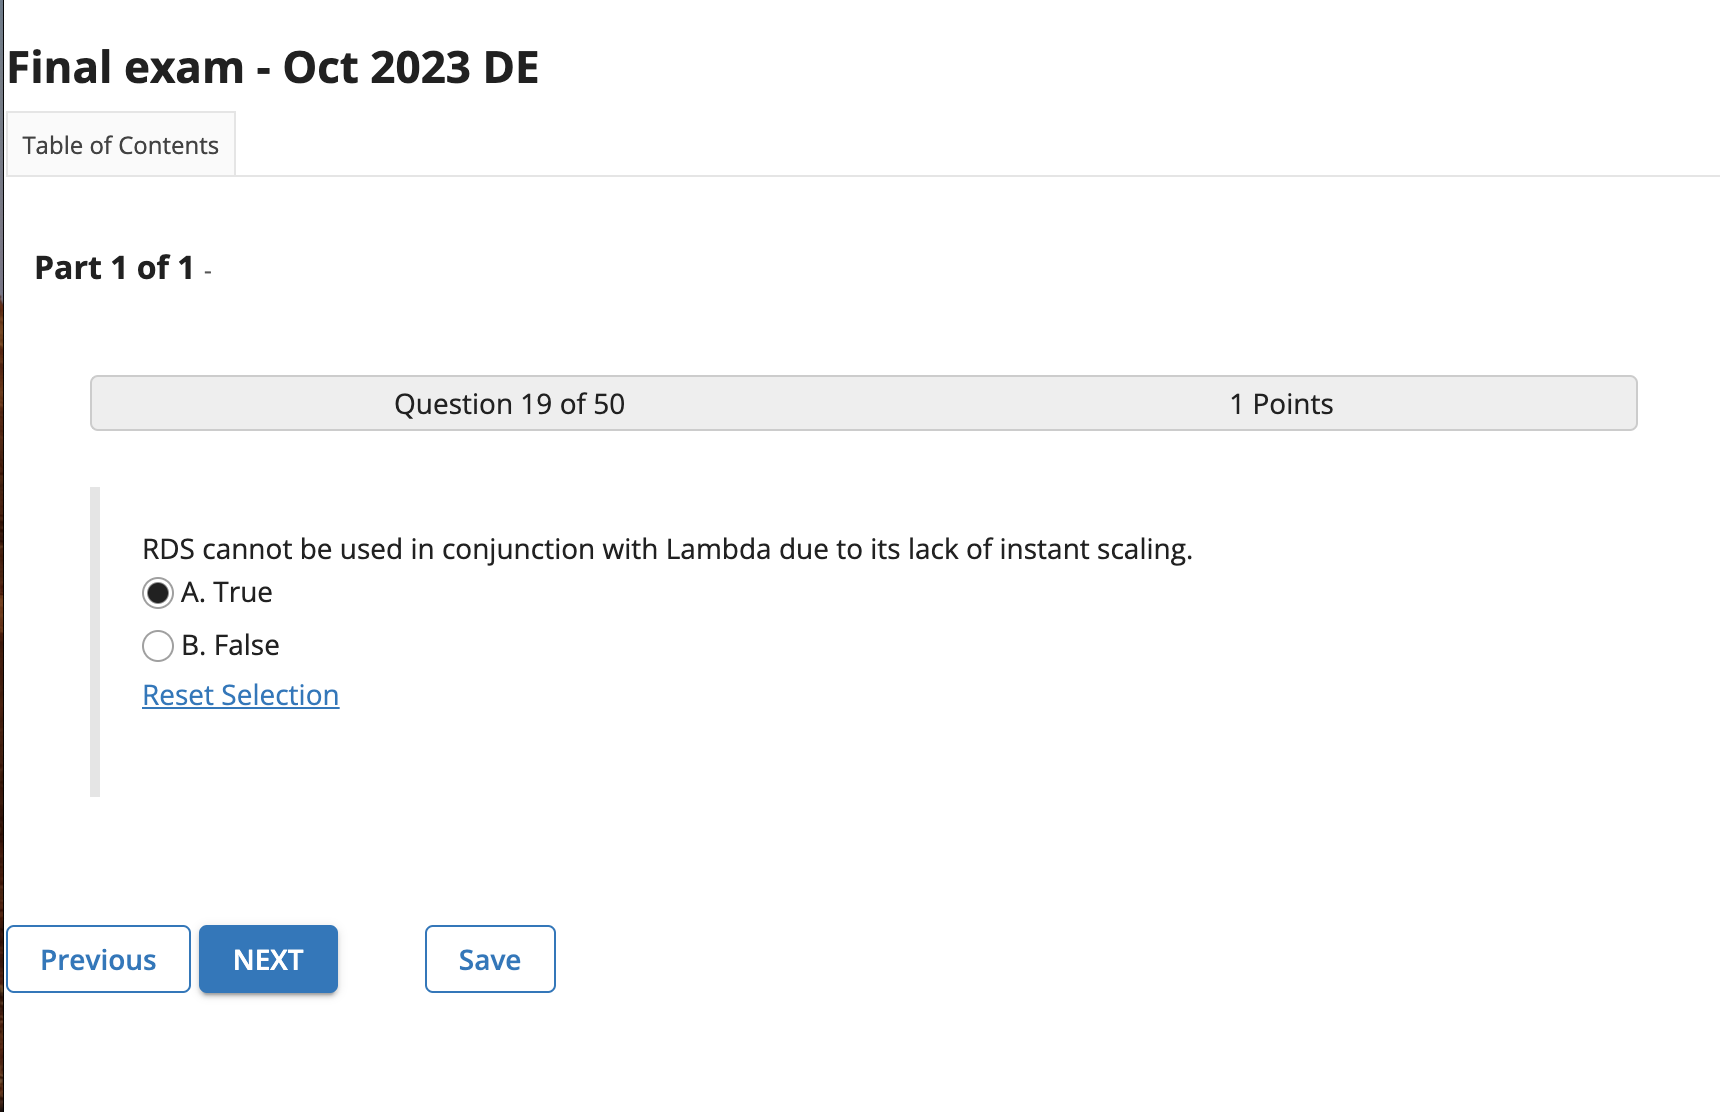 Final exam - Oct 2023 DE
Table of Contents
Part 1 of 1 -
Question 19 of 50 1 Points
RDS cannot be used in conjunction with Lambda due to its lack of instant scaling.
A. True
B. False
Reset Selection
Previous NEXT Save